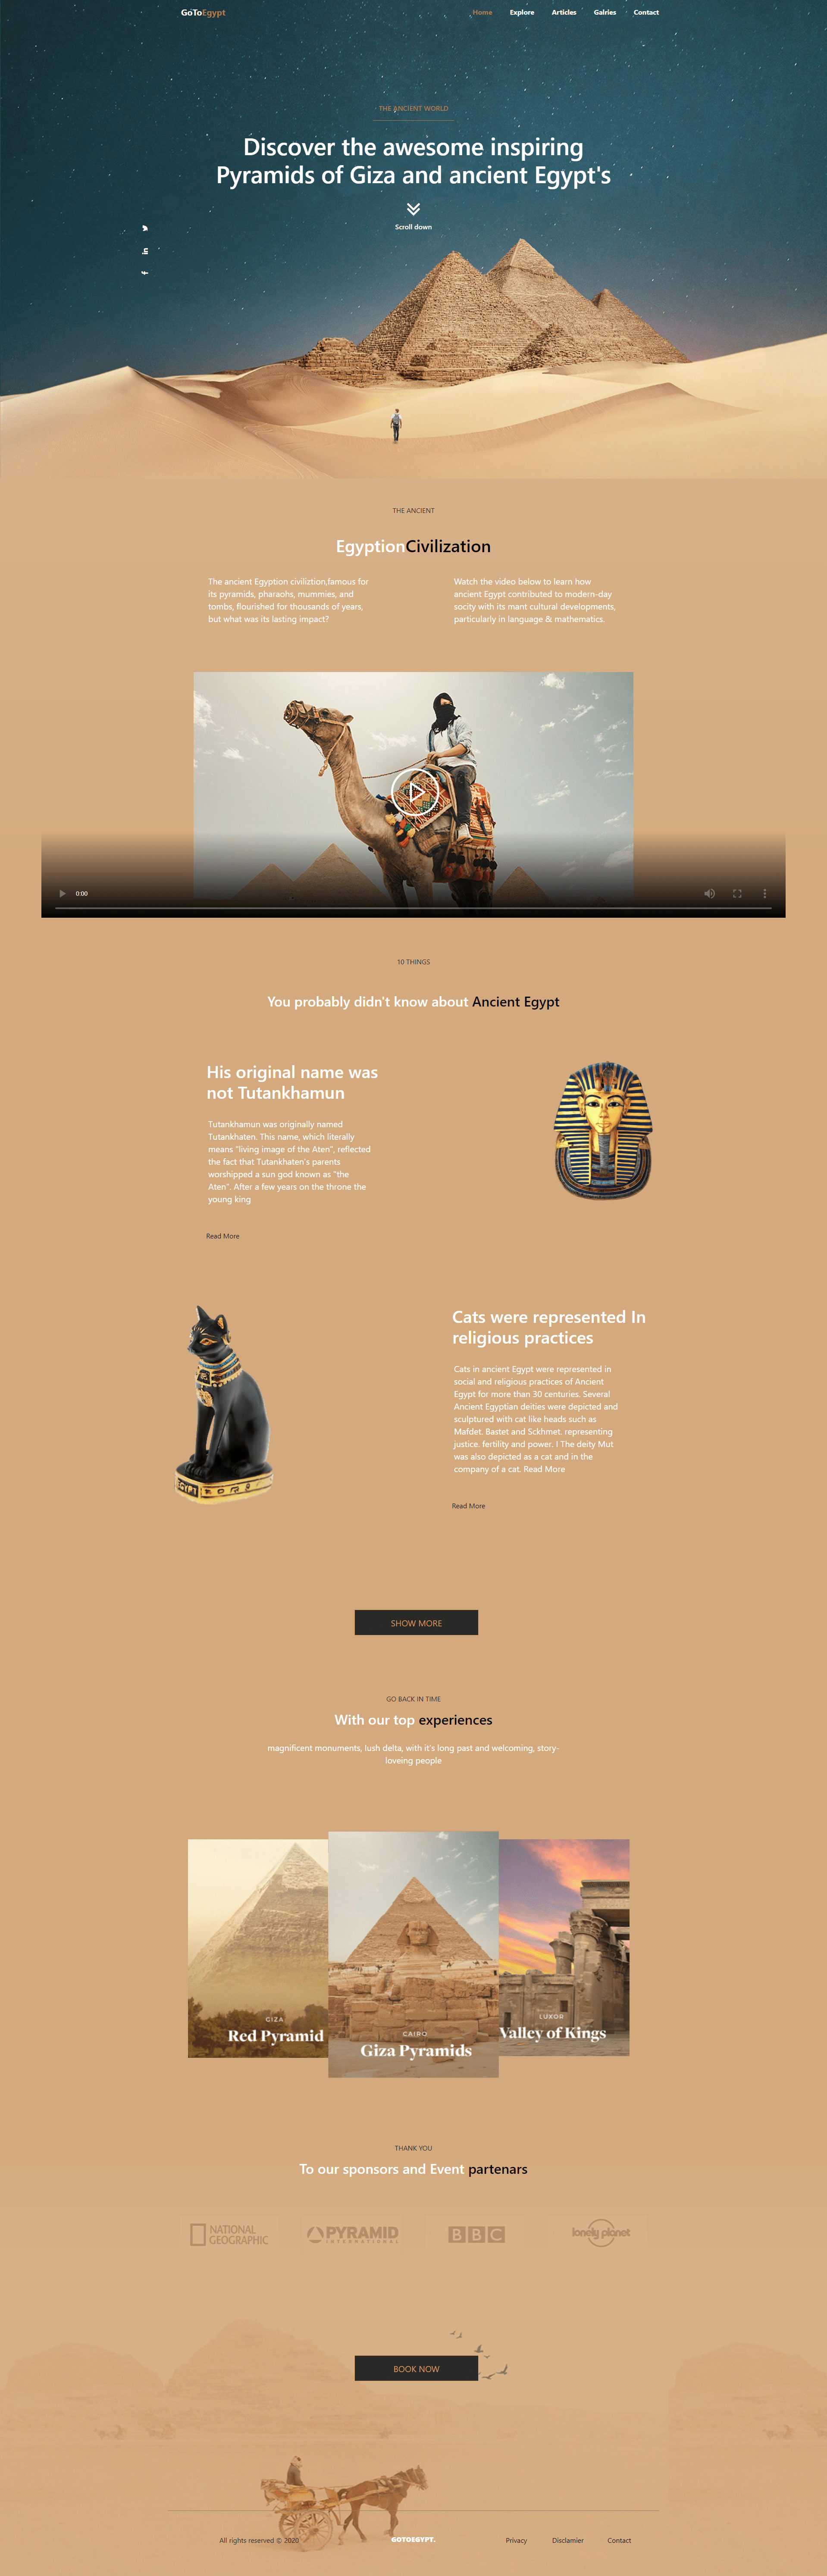 GoToEgypt
Home Explore Articles Galries Contact
THE ANCIENT WORLD
Discover the awesome inspiring
Pyramids of Giza and ancient Egypt's
Scroll down
in
f
THE ANCIENT
EgyptionCivilization
The ancient Egyption civiliztion,famous for
its pyramids, pharaohs, mummies, and
tombs, flourished for thousands of years,
but what was its lasting impact?
Watch the video below to learn how
ancient Egypt contributed to modern-day
socity with its mant cultural developments,
particularly in language & mathematics.
0:00
10 THINGS
You probably didn't know about Ancient Egypt
His original name was
not Tutankhamun
Tutankhamun was originally named
Tutankhaten. This name, which literally
means "living image of the Aten", reflected
the fact that Tutankhaten's parents
worshipped a sun god known as "the
Aten". After a few years on the throne the
young king
Read More
Cats were represented In
religious practices
Cats in ancient Egypt were represented in
social and religious practices of Ancient
Egypt for more than 30 centuries. Several
Ancient Egyptian deities were depicted and
sculptured with cat like heads such as
Mafdet. Bastet and Sckhmet. representing
justice. fertility and power. I The deity Mut
was also depicted as a cat and in the
company of a cat. Read More
Read More
SHOW MORE
GO BACK IN TIME
With our top experiences
magnificent monuments, lush delta, with it's long past and welcoming, story-
loveing people
GIZA
Red Pyramid
CAIRO
Giza Pyramids
LUXOR
Valley of Kings
THANK YOU
To our sponsors and Event partenars
NATIONAL
GEOGRAPHIC
PYRAMID
INTERNATIONAL
BBC
lonely planet
BOOK NOW
All rights reserved © 2020
GOTOEGYPT.
Privacy Disclamier Contact